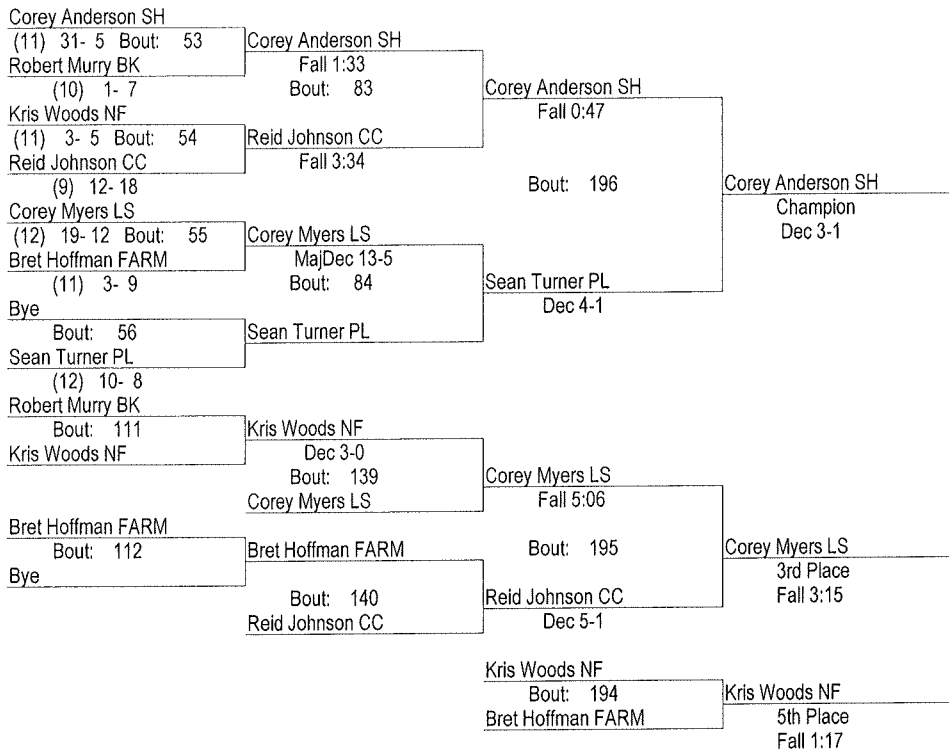 Corey Anderson SH
(11) 31- 5 Bout: 53
Robert Murry BK
(10) 1- 7
Kris Woods NF
(11) 3- 5 Bout: 54
Reid Johnson CC
(9) 12- 18
Corey Myers LS
(12) 19- 12 Bout: 55
Bret Hoffman FARM
(11) 3- 9
Bye
Bout: 56
Sean Turner PL
(12) 10- 8
Robert Murry BK
Bout: 111
Kris Woods NF
Bret Hoffman FARM
Bout: 112
Bye
Corey Anderson SH
Fall 1:33
Bout: 83
Reid Johnson CC
Fall 3:34
Corey Myers LS
MajDec 13-5
Bout: 84
Sean Turner PL
Kris Woods NF
Dec 3-0
Bout: 139
Corey Myers LS
Bret Hoffman FARM
Bout: 140
Reid Johnson CC
Corey Anderson SH
Fall 0:47
Bout: 196
Sean Turner PL
Dec 4-1
Corey Myers LS
Fall 5:06
Bout: 195
Reid Johnson CC
Dec 5-1
Kris Woods NF
Bout: 194
Bret Hoffman FARM
Corey Anderson SH
Champion
Dec 3-1
Corey Myers LS
3rd Place
Fall 3:15
Kris Woods NF
5th Place
Fall 1:17